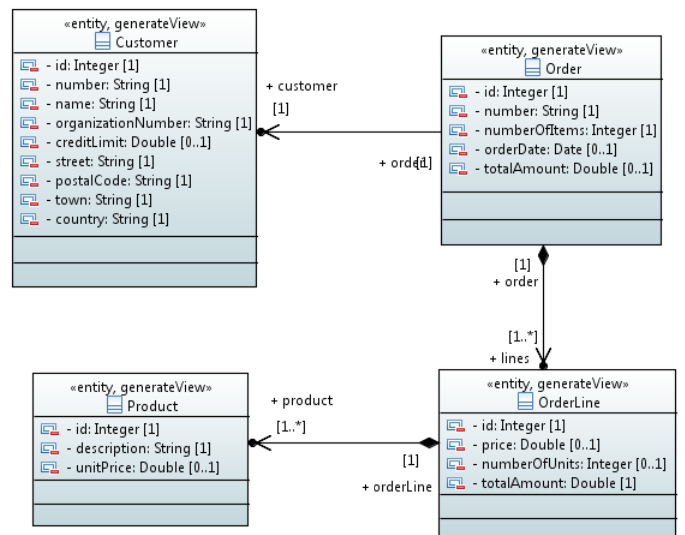 «entity, generateView»
Customer
- id: Integer [1]
- number: String [1]
- name: String [1]
- organizationNumber: String [1]
- creditLimit: Double [0..1]
- street: String [1]
- postalCode: String [1]
- town: String [1]
- country: String [1]
+ customer
[1]
+ order
[1]
«entity, generateView»
Order
- id: Integer [1]
- number: String [1]
- numberOfItems: Integer [1]
- orderDate: Date [0..1]
- totalAmount: Double [0..1]
[1]
+ order
[1..*]
+ lines
«entity, generateView»
Product
- id: Integer [1]
- description: String [1]
- unitPrice: Double [0..1]
+ product
[1..*]
[1]
+ orderLine
«entity, generateView»
OrderLine
- id: Integer [1]
- price: Double [0..1]
- numberOfUnits: Integer [0..1]
- totalAmount: Double [1]